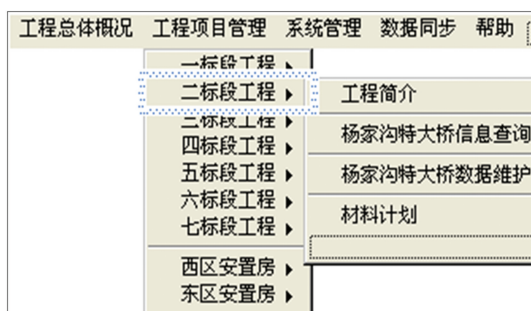 工程总体概况 工程项目管理 系统管理 数据同步 帮助
一标段工程
二标段工程
三标段工程
四标段工程
五标段工程
六标段工程
七标段工程
西区安置房
东区安置房
工程简介
杨家沟特大桥信息查询
杨家沟特大桥数据维护
材料计划